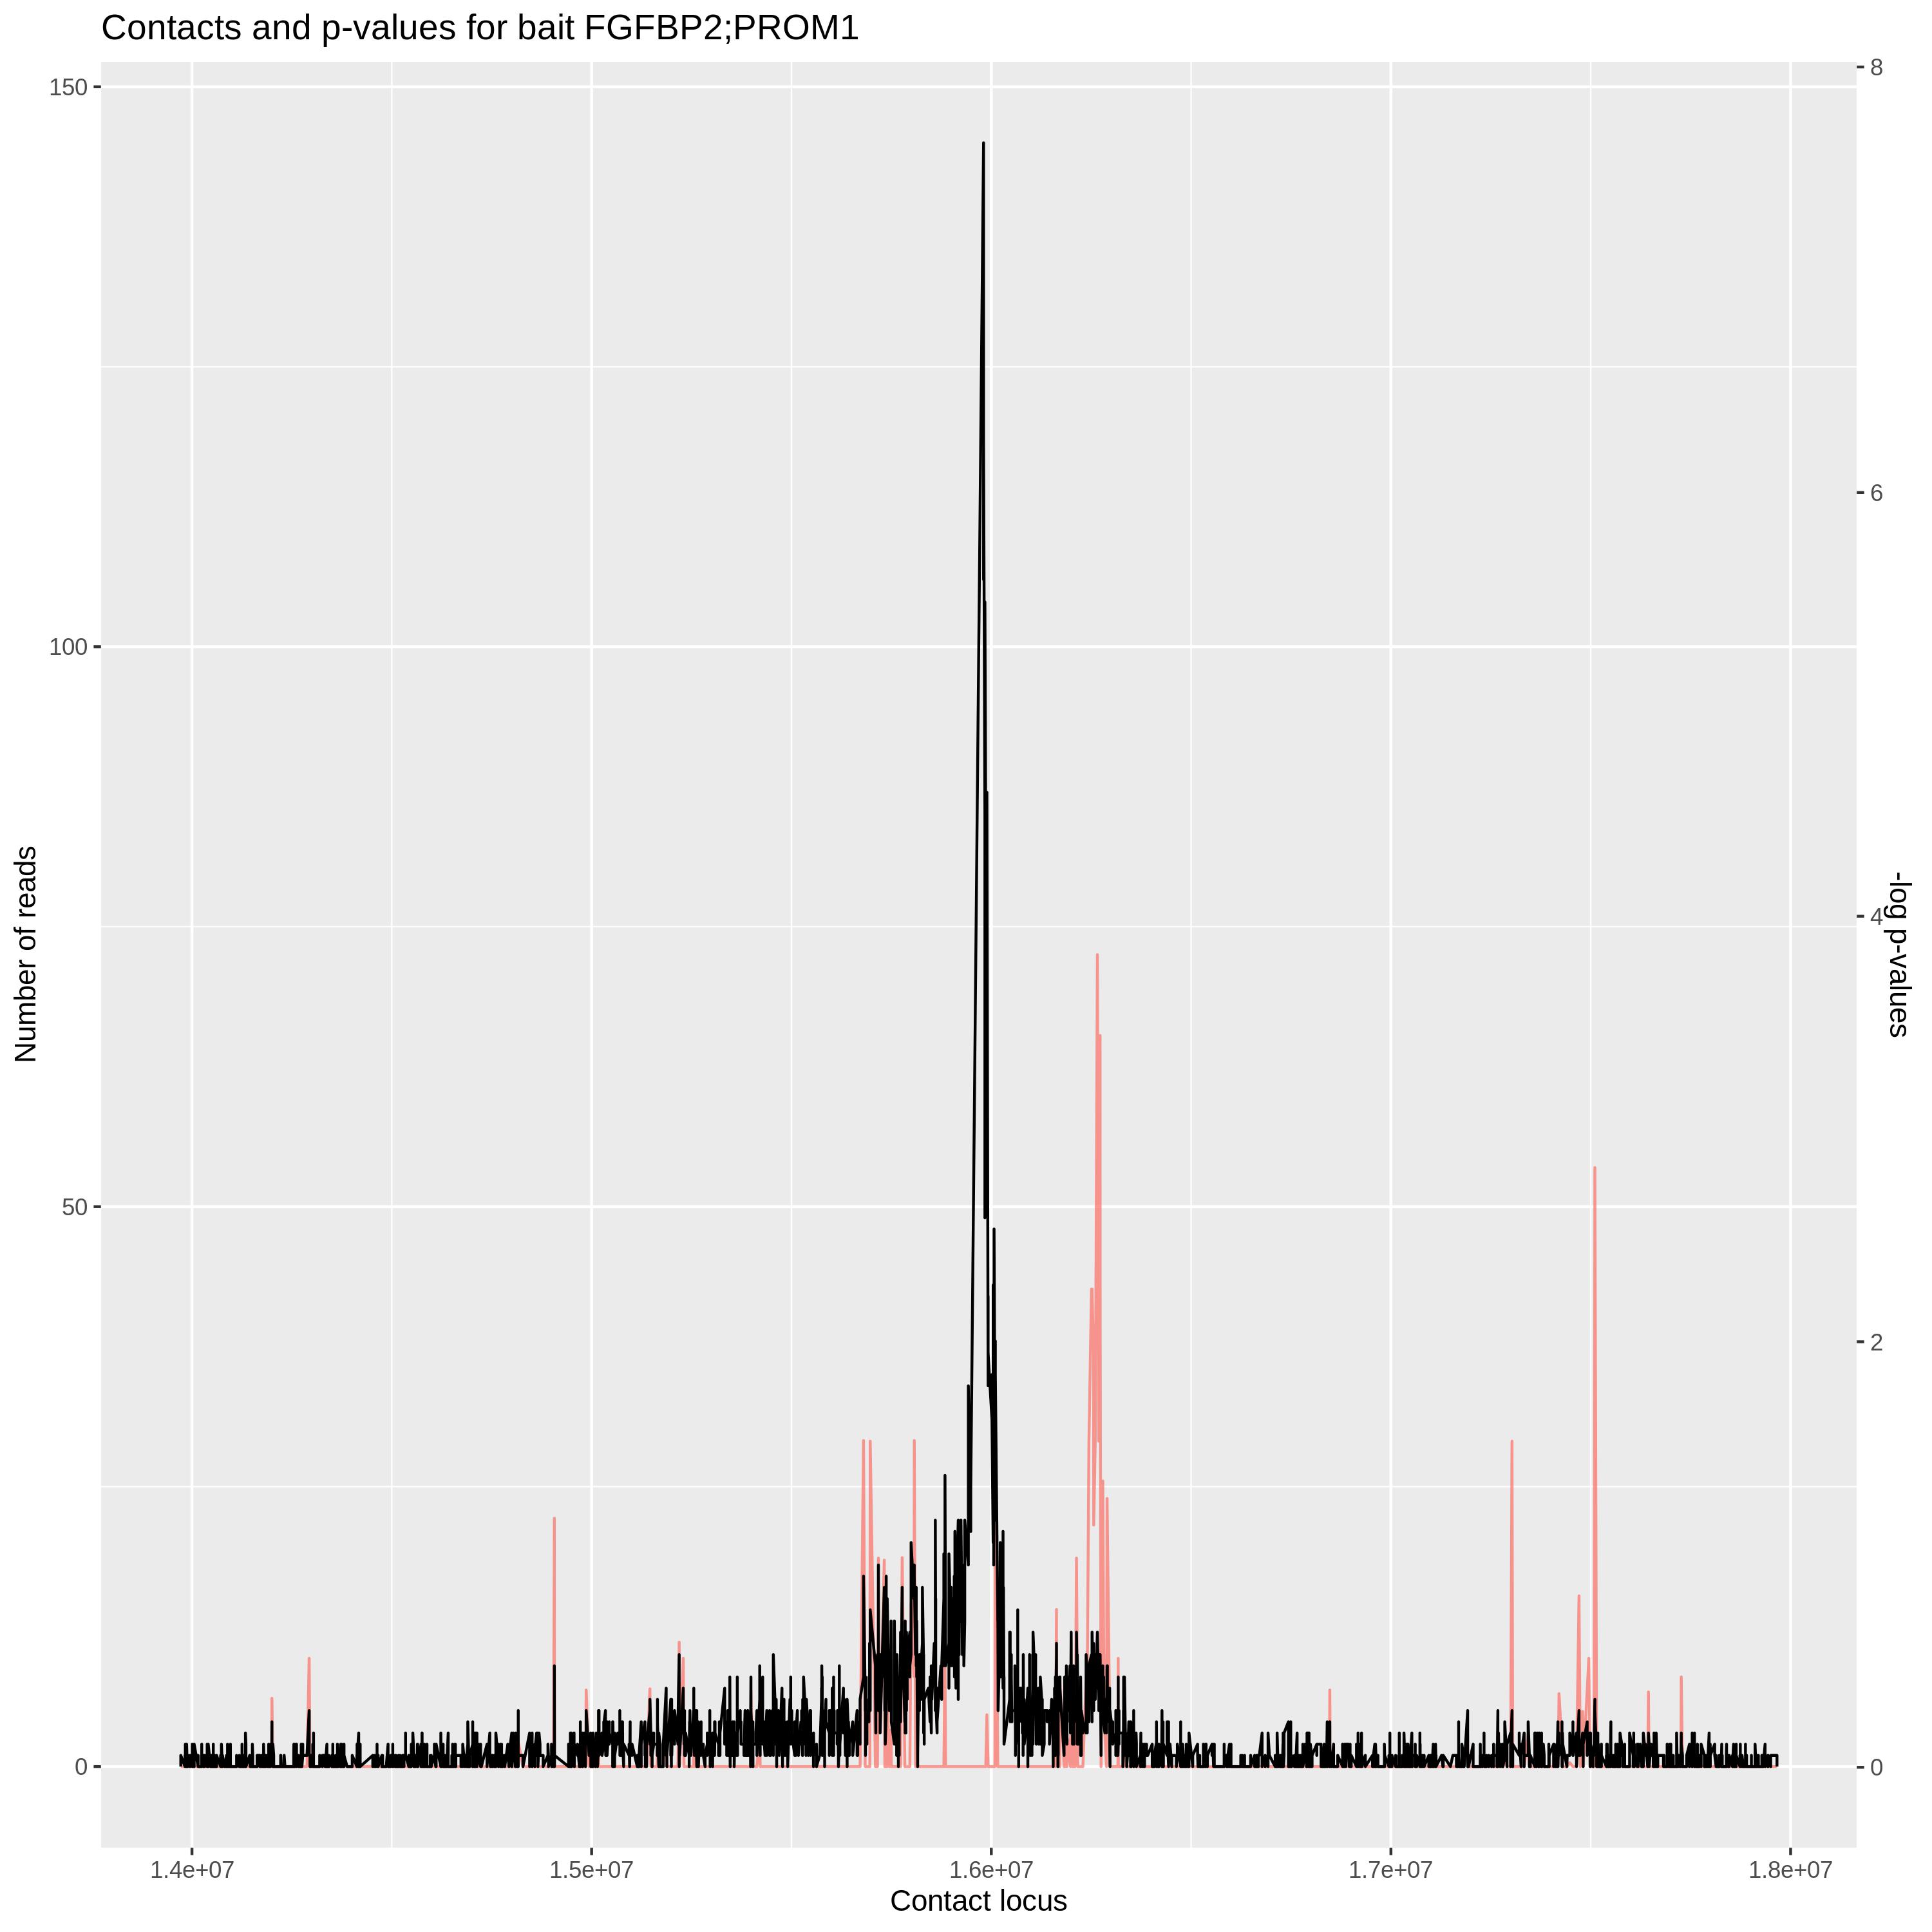 Contacts and p-values for bait FGFBP2;PROM1
150
100
50
0
Number of reads
8
6
4
2
0
-log p-values
1.4e+07
1.5e+07
1.6e+07
1.7e+07
1.8e+07
Contact locus